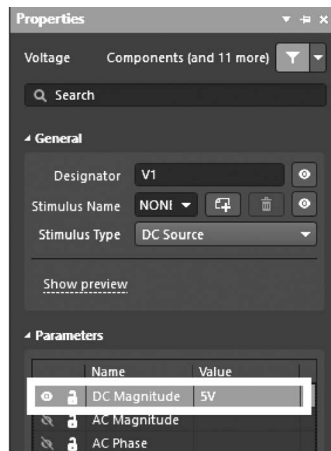 Properties
Voltage Components (and 11 more)
Search
General
Designator V1
Stimulus Name NONE
Stimulus Type DC Source
Show preview
Parameters
Name Value
DC Magnitude 5V
AC Magnitude
AC Phase